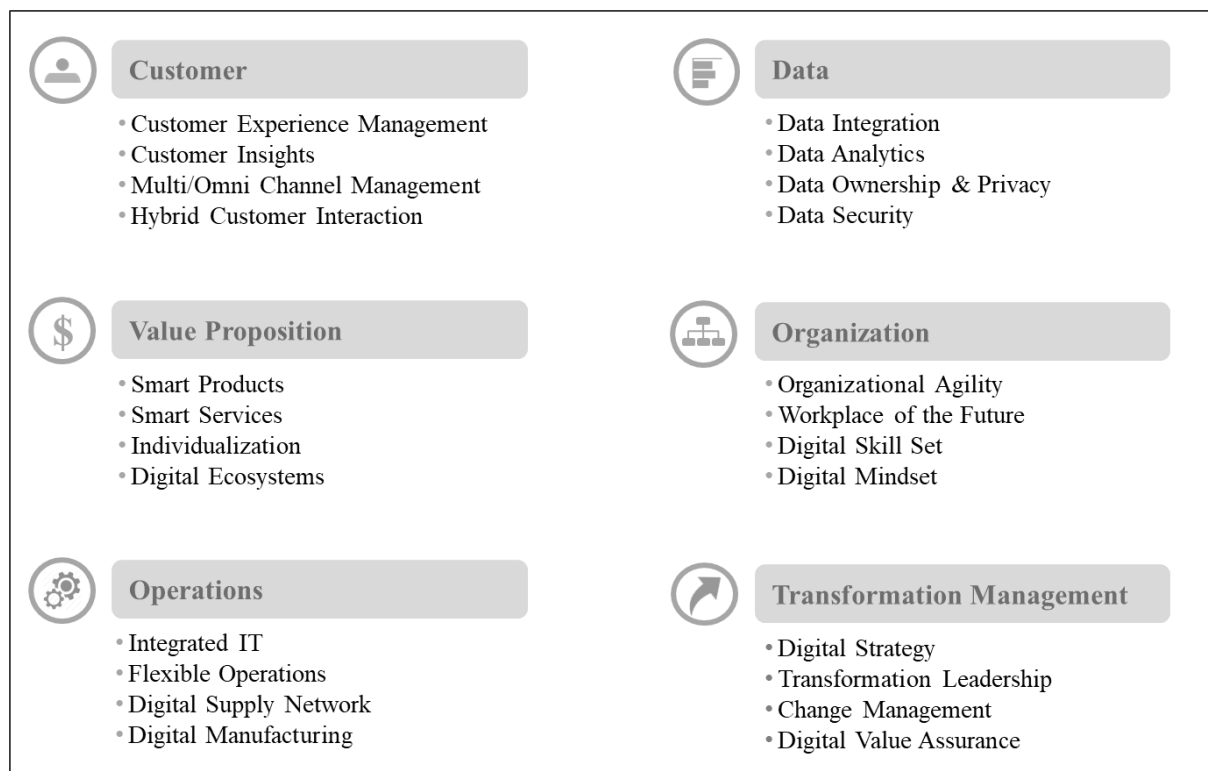 Customer
• Customer Experience Management
• Customer Insights
• Multi/Omni Channel Management
• Hybrid Customer Interaction
Data
• Data Integration
• Data Analytics
• Data Ownership & Privacy
• Data Security
$
Value Proposition
• Smart Products
• Smart Services
• Individualization
• Digital Ecosystems
Organization
• Organizational Agility
• Workplace of the Future
• Digital Skill Set
• Digital Mindset
Operations
• Integrated IT
• Flexible Operations
• Digital Supply Network
• Digital Manufacturing
Transformation Management
• Digital Strategy
• Transformation Leadership
• Change Management
• Digital Value Assurance